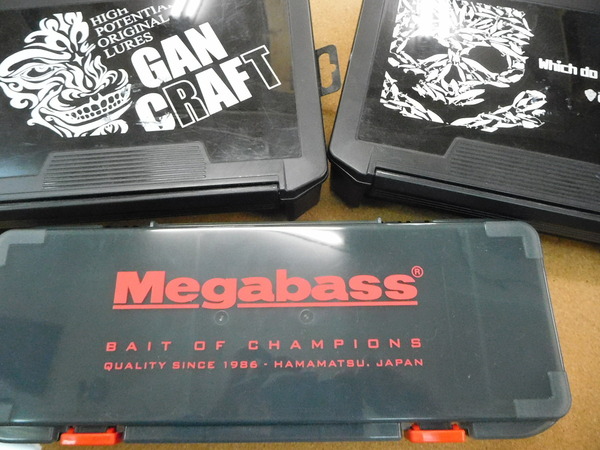 HIGH
POTENTIAL
ORIGINAL
LURES
GAN
CRAFT
Which do
Megabass®
BAIT OF CHAMPIONS
QUALITY SINCE 1986 - HAMAMATSU, JAPAN